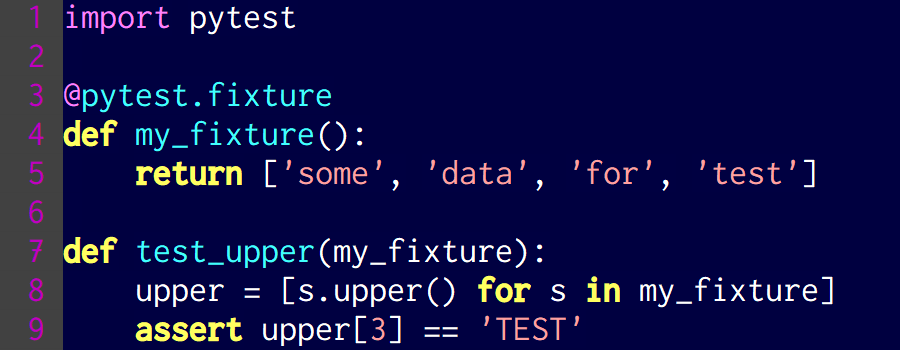 1 import pytest
2
3 @pytest.fixture
4 def my_fixture():
5     return ['some', 'data', 'for', 'test']
6
7 def test_upper(my_fixture):
8     upper = [s.upper() for s in my_fixture]
9     assert upper[3] == 'TEST'